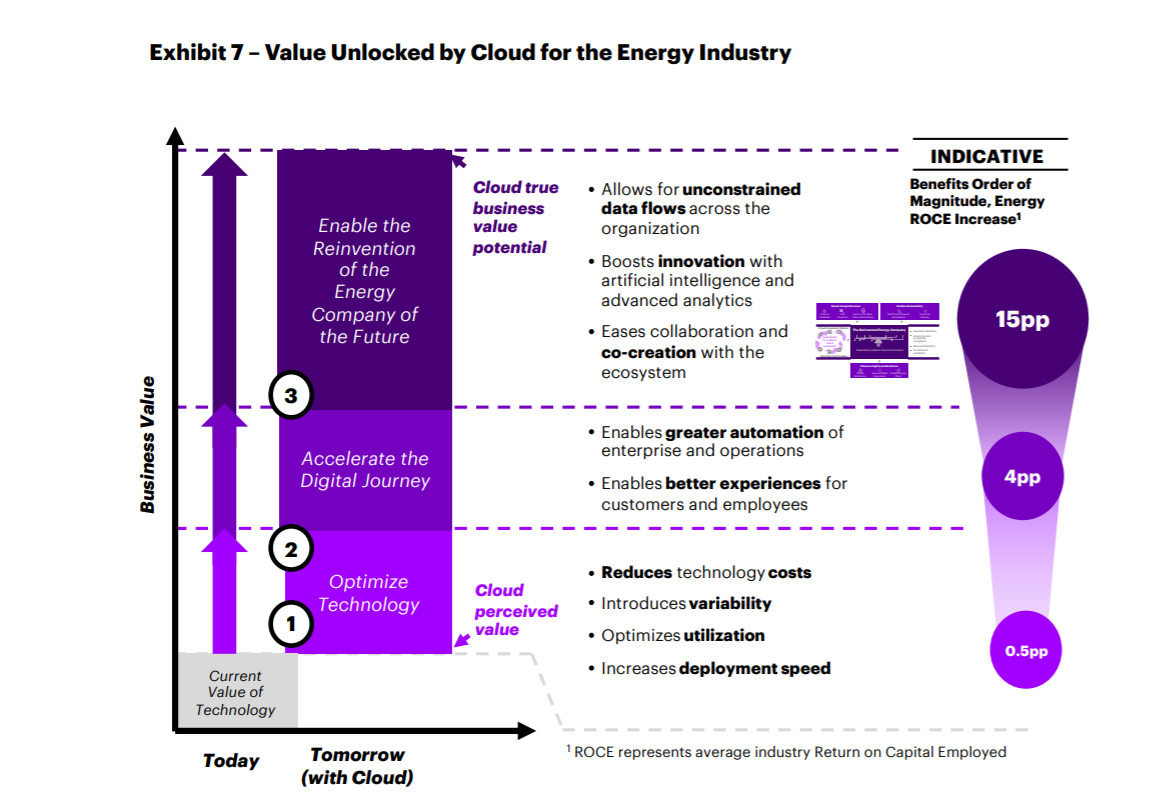 Exhibit 7 – Value Unlocked by Cloud for the Energy Industry
INDICATIVE
Benefits Order of
Magnitude, Energy
ROCE Increase¹
Business Value
Enable the
Reinvention
of the
Energy
Company of
the Future
Cloud true
business
value
potential
• Allows for unconstrained
data flows across the
organization
• Boosts innovation with
artificial intelligence and
advanced analytics
• Eases collaboration and
co-creation with the
ecosystem
15pp
3
Accelerate the
Digital Journey
• Enables greater automation of
enterprise and operations
• Enables better experiences for
customers and employees
4pp
2
Optimize
Technology
1
Cloud
perceived
value
• Reduces technology costs
• Introduces variability
• Optimizes utilization
• Increases deployment speed
0.5pp
Current
Value of
Technology
Today
Tomorrow
(with Cloud)
¹ ROCE represents average industry Return on Capital Employed